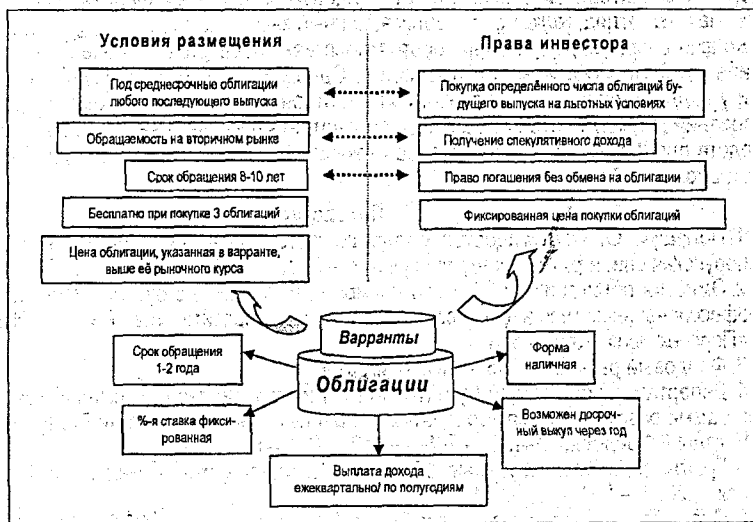 Условия размещения
Права инвестора
Под среднесрочные облигации
любого последующего выпуска
Покупка определённого числа облигаций бу-
дущего выпуска на льготных условиях
Обращаемость на вторичном рынке
Получение спекулятивного дохода
Срок обращения 8-10 лет
Право погашения без обмена на облигации
Бесплатно при покупке 3 облигаций
Фиксированная цена покупки облигаций
Цена облигации, указанная в варранте,
выше её рыночного курса
Варранты
Облигации
Срок обращения
1-2 года
Форма
наличная
%-я ставка фикси-
рованная
Возможен досроч-
ный выкуп через год
Выплата дохода
ежеквартально/ по полугодиям